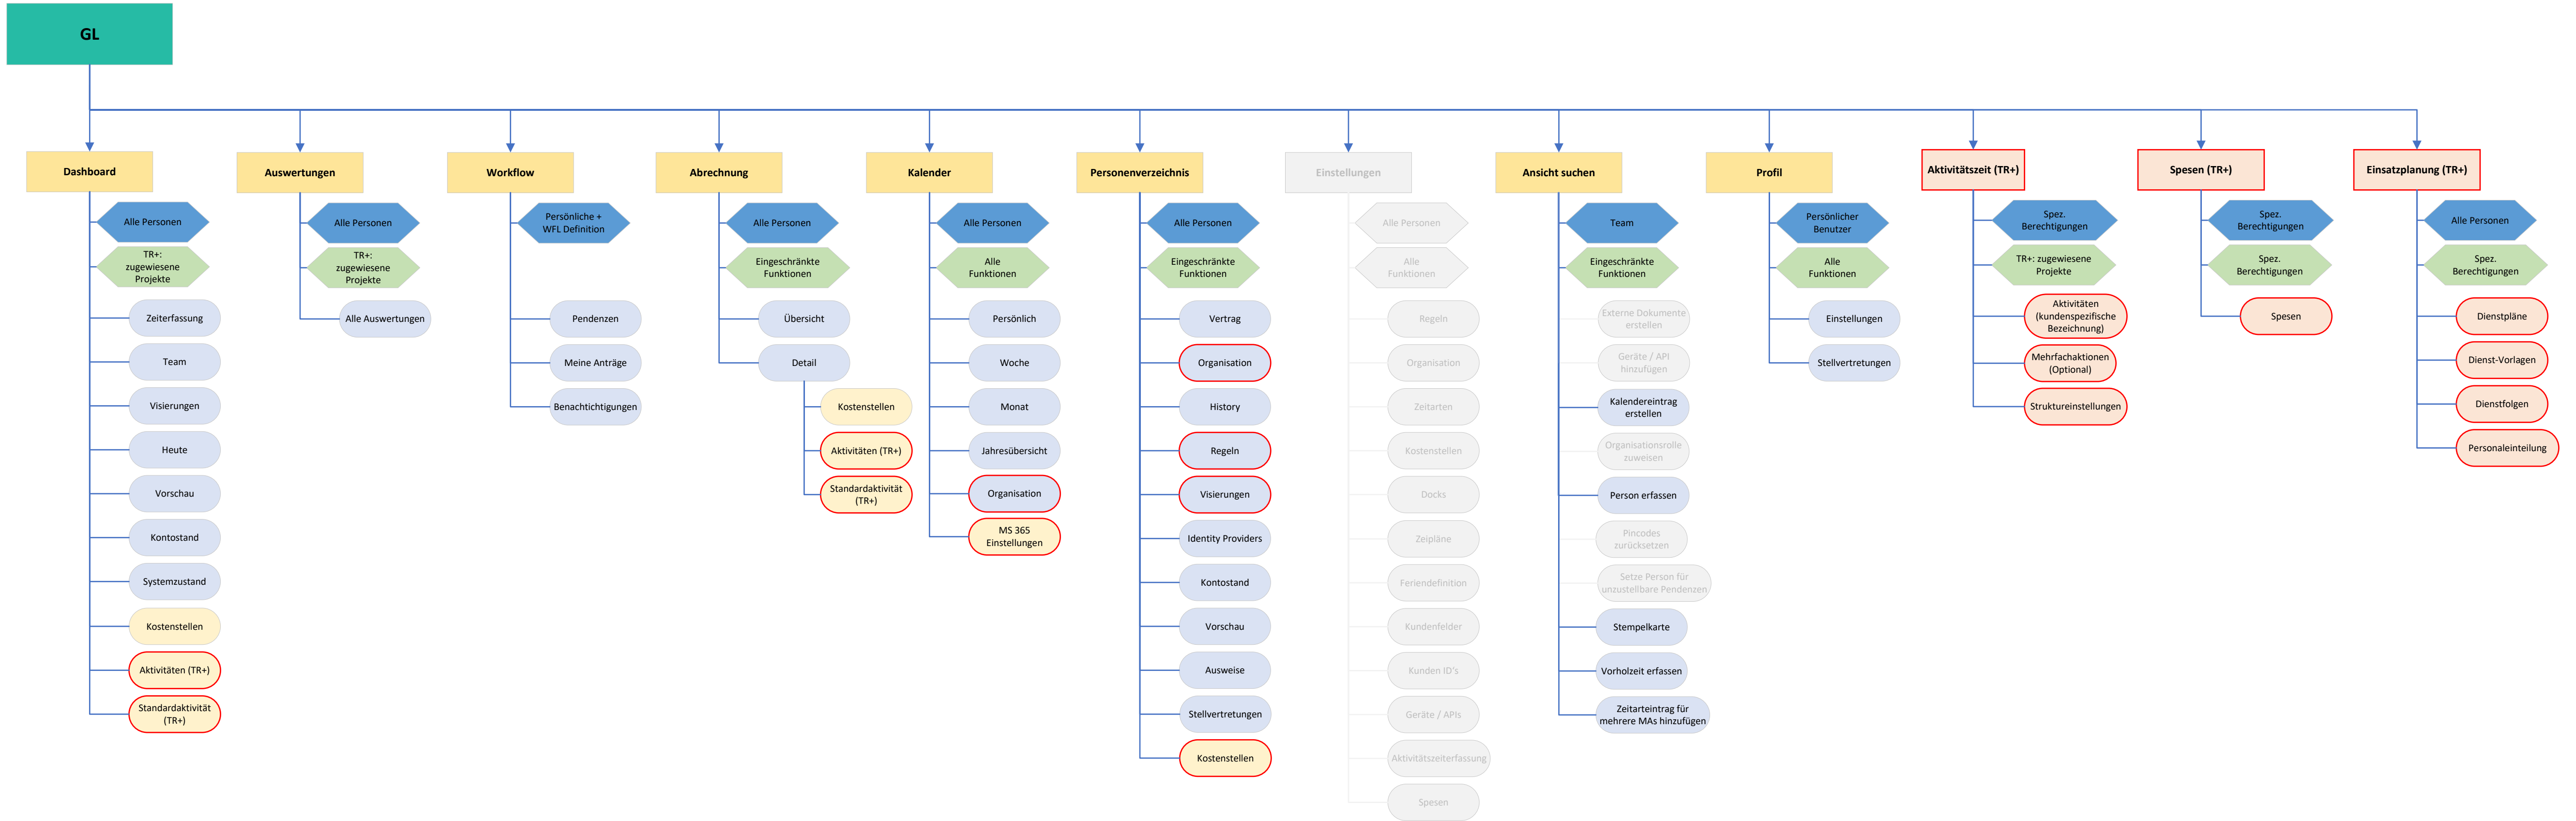 GL
Dashboard
Alle Personen
TR+:
zugewiesene
Projekte
Zeiterfassung
Team
Visierungen
Heute
Vorschau
Kontostand
Systemzustand
Kostenstellen
Aktivitäten (TR+)
Standardaktivität
(TR+)
Auswertungen
Alle Personen
TR+:
zugewiesene
Projekte
Alle Auswertungen
Workflow
Persönliche +
WFL Definition
Pendenzen
Meine Anträge
Benachtichtigungen
Abrechnung
Alle Personen
Eingeschränkte
Funktionen
Übersicht
Detail
Kostenstellen
Aktivitäten (TR+)
Standardaktivität
(TR+)
Kalender
Alle Personen
Alle
Funktionen
Persönlich
Woche
Monat
Jahresübersicht
Organisation
MS 365
Einstellungen
Personenverzeichnis
Alle Personen
Eingeschränkte
Funktionen
Vertrag
Organisation
History
Regeln
Visierungen
Identity Providers
Kontostand
Vorschau
Ausweise
Stellvertretungen
Kostenstellen
Einstellungen
Alle Personen
Alle
Funktionen
Regeln
Organisation
Zeitarten
Kostenstellen
Docks
Zeipläne
Feriendefinition
Kundenfelder
Kunden ID's
Geräte / APIs
Aktivitätszeiterfassung
Spesen
Ansicht suchen
Team
Eingeschränkte
Funktionen
Externe Dokumente
erstellen
Geräte / API
hinzufügen
Kalendereintrag
erstellen
Organisationsrolle
zuweisen
Person erfassen
Pincodes
zurücksetzen
Setze Person für
unzustellbare Pendenzen
Stempelkarte
Vorholzeit erfassen
Zeitarteintrag für
mehrere MAs hinzufügen
Profil
Persönlicher
Benutzer
Alle
Funktionen
Einstellungen
Stellvertretungen
Aktivitätszeit (TR+)
Spez.
Berechtigungen
TR+: zugewiesene
Projekte
Aktivitäten
(kundenspezifische
Bezeichnung)
Mehrfachaktionen
(Optional)
Struktureinstellungen
Spesen (TR+)
Spez.
Berechtigungen
Spez.
Berechtigungen
Spesen
Einsatzplanung (TR+)
Alle Personen
Spez.
Berechtigungen
Dienstpläne
Dienst-Vorlagen
Dienstfolgen
Personaleinteilung